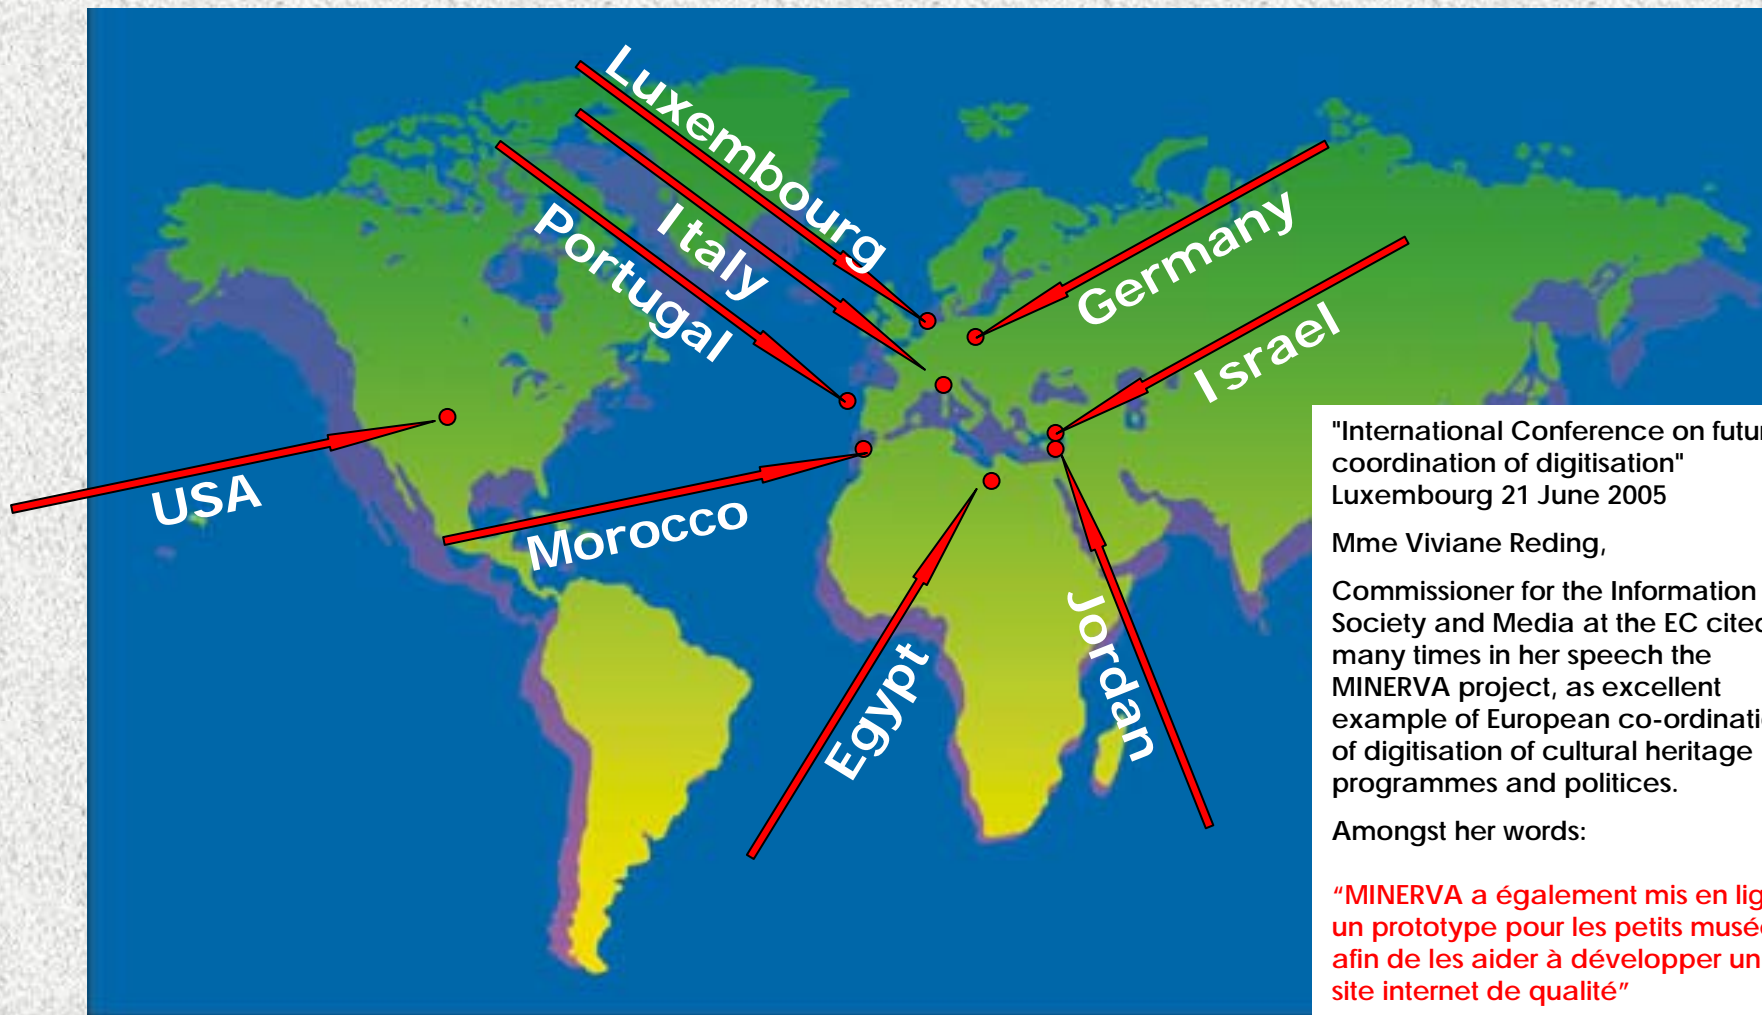 Luxembourg
Italy
Portugal
Germany
Israel
USA
Morocco
Egypt
Jordan
"International Conference on futur
coordination of digitisation"
Luxembourg 21 June 2005
Mme Viviane Reding,
Commissioner for the Information
Society and Media at the EC cited
many times in her speech the
MINERVA project, as excellent
example of European co-ordinati
of digitisation of cultural heritage
programmes and politices.
Amongst her words:
“MINERVA a également mis en lig
un prototype pour les petits musé
afin de les aider à développer un
site internet de qualité”